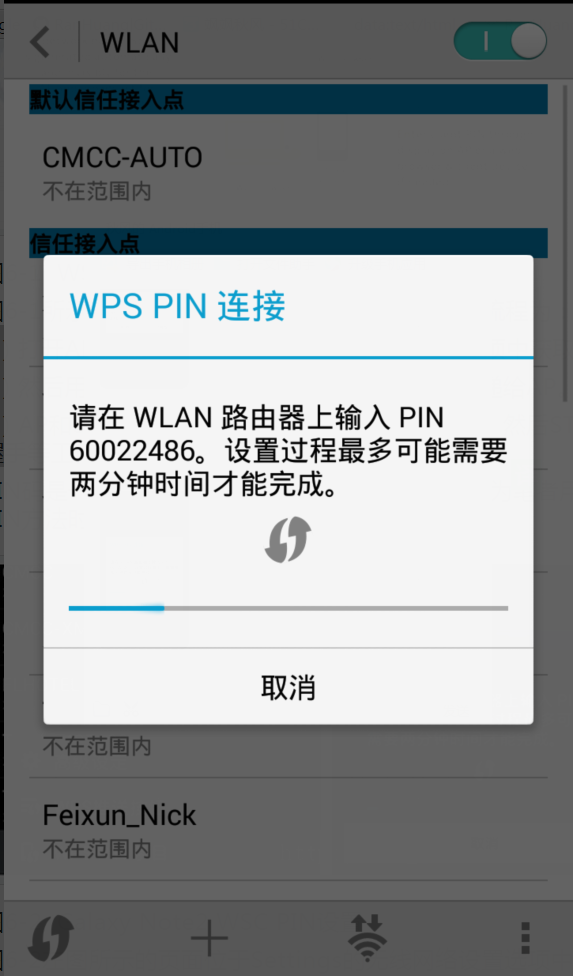 WLAN
默认信任接入点
CMCC-AUTO
不在范围内
信任接入点
WPS PIN 连接
请在 WLAN 路由器上输入 PIN
60022486。设置过程最多可能需要
两分钟时间才能完成。
取消
不在范围内
Feixun_Nick
不在范围内